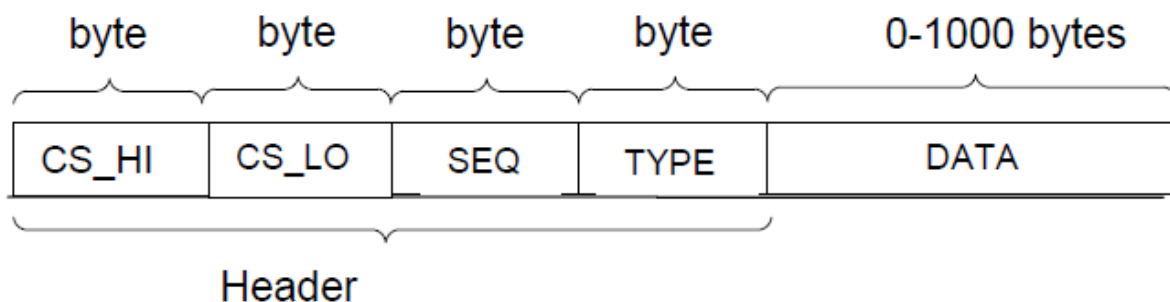 byte byte byte byte 0-1000 bytes
CS_HI CS_LO SEQ TYPE DATA
Header